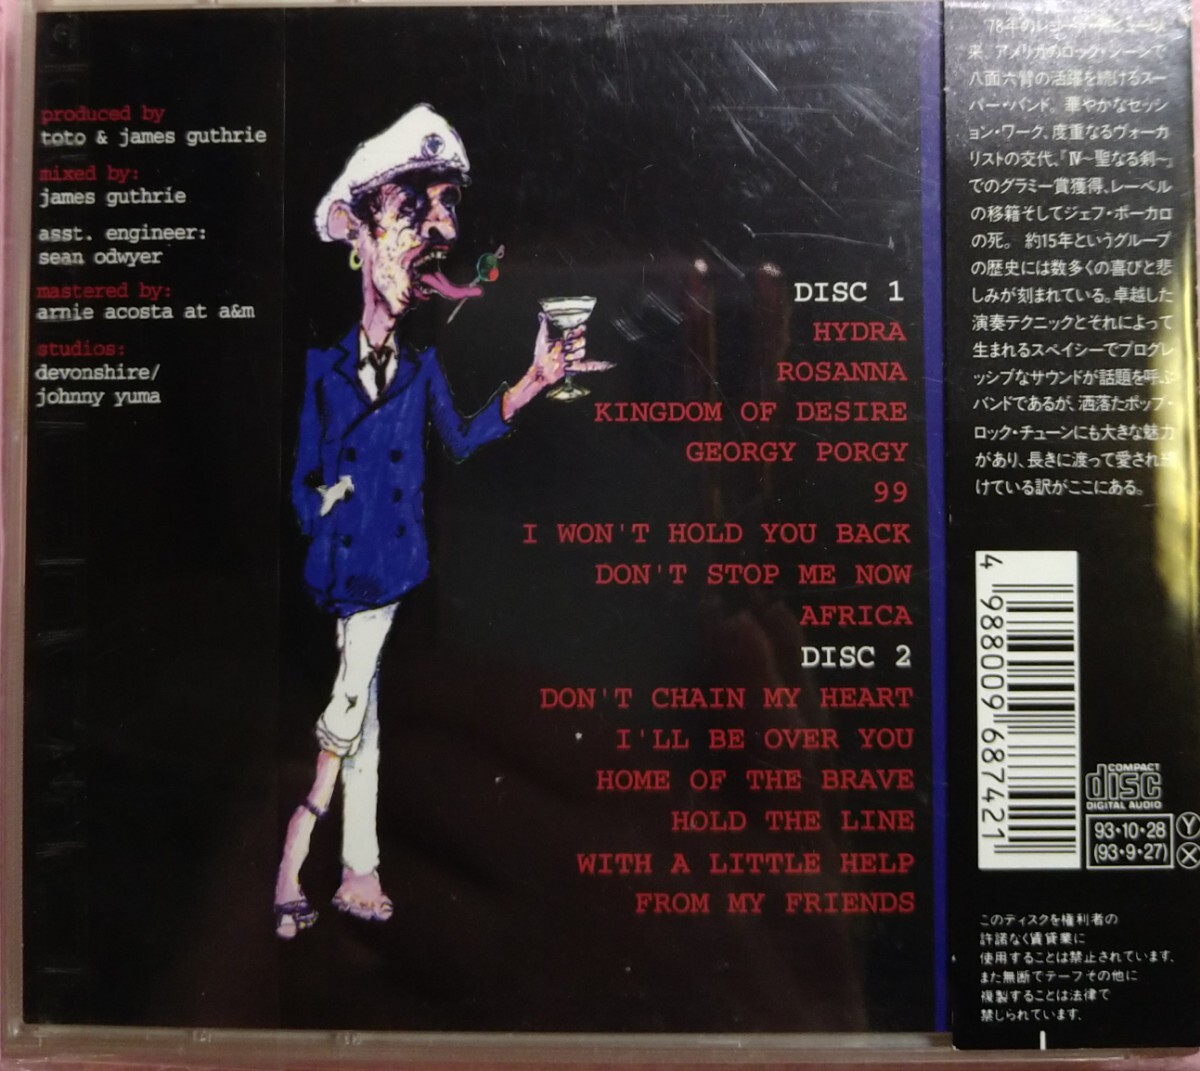 produced by
toto & james guthrie
mixed by:
james guthrie
asst. engineer:
sean odwyer
mastered by:
arnie acosta at a&m
studios:
devonshire/
johnny yuma
DISC 1
HYDRA
ROSANNA
KINGDOM OF DESIRE
GEORGY PORGY
99
I WON'T HOLD YOU BACK
DON'T STOP ME NOW
AFRICA
DISC 2
DON'T CHAIN MY HEART
I'LL BE OVER YOU
HOME OF THE BRAVE
HOLD THE LINE
WITH A LITTLE HELP
FROM MY FRIENDS
'78年の
来、アメリカのロック・シーンで
八面六臂の活躍を続けるスー
パー・バンド。華やかなセッシ
ョン・ワーク、度重なるヴォーカ
リストの交代、『Ⅳ〜聖なる剣〜』
でのグラミー賞獲得、レーベル
の移籍そしてジェフ・ポーカロ
の死。約15年というグループ
の歴史には数多くの喜びと悲
しみが刻まれている。卓越した
演奏テクニックとそれによって
生まれるスペイシーでプログレ
ッシブなサウンドが話題を呼ぶ
バンドであるが、洒落たポップ・
ロック・チューンにも大きな魅力
があり、長きに渡って愛され続
けている訳がここにある。
4 988009 687421
COMPACT
disc
DIGITAL AUDIO
93・10・28
(93・9・27)
Y
X
このディスクを権利者の
許諾なく賃貸業に
使用することは禁止されています。
また無断でテープその他に
複製することは法律で
禁じられています。